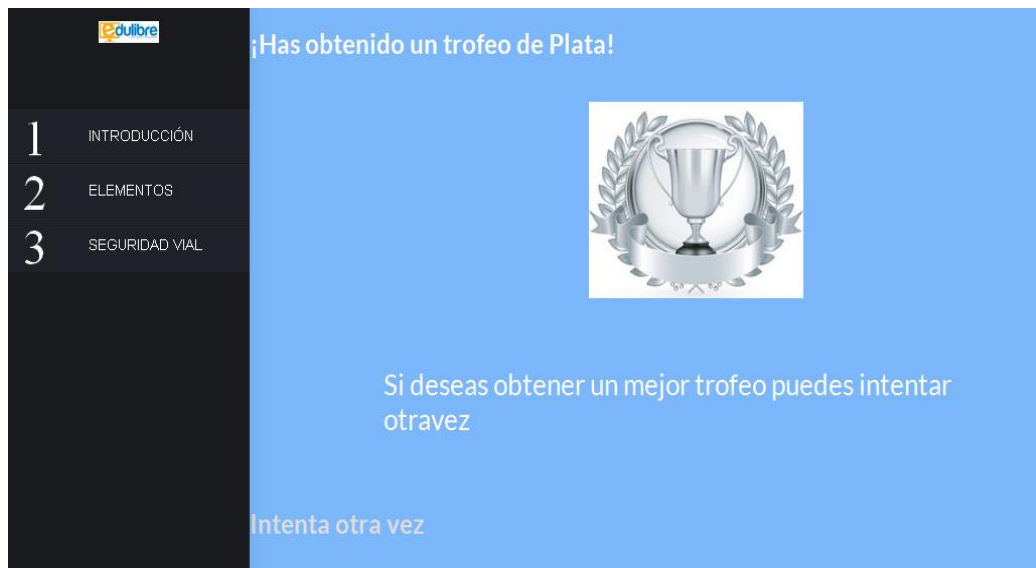 edulibre
¡Has obtenido un trofeo de Plata!
1 INTRODUCCIÓN
2 ELEMENTOS
3 SEGURIDAD VIAL
Si deseas obtener un mejor trofeo puedes intentar
otravez
Intenta otra vez